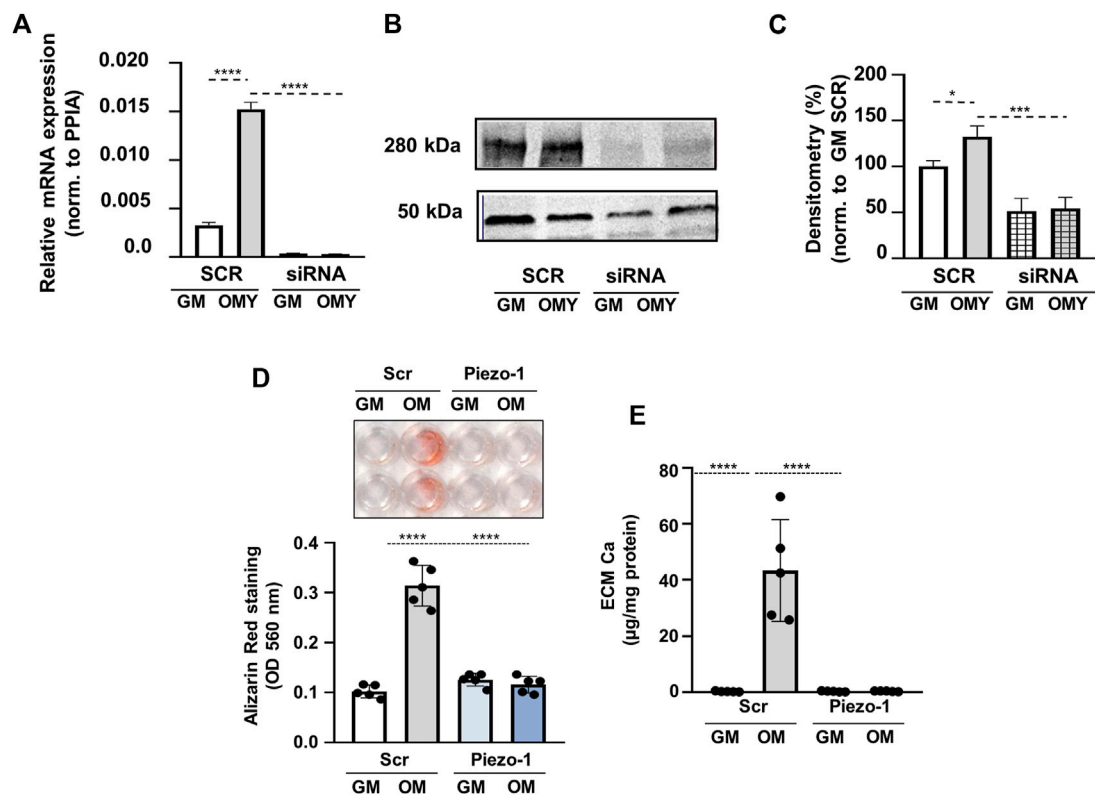 A
Relative mRNA expression
(norm. to PPIA)
0.020
0.015
0.010
0.005
0.0
****
****
SCR siRNA
GM OMY GM OMY
B
280 kDa
50 kDa
SCR siRNA
GM OMY GM OMY
C
Densitometry (%)
(norm. to GM SCR)
200
150
100
50
0
*
***
SCR siRNA
GM OMY GM OMY
D
Scr Piezo-1
GM OM GM OM
Alizarin Red staining
(OD 560 nm)
0.4
0.3
0.2
0.1
0.0
****
****
Scr Piezo-1
GM OM GM OM
E
ECM Ca
(µg/mg protein)
80
60
40
20
0
****
****
Scr Piezo-1
GM OM GM OM